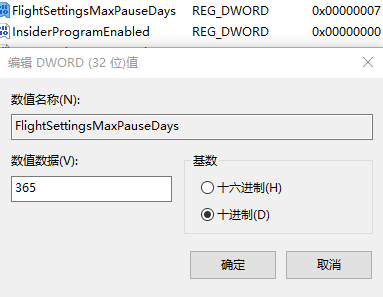 FlightSettingsMaxPauseDays REG_DWORD 0x00000007
InsiderProgramEnabled REG_DWORD 0x00000000
编辑 DWORD (32 位)值
数值名称(N):
FlightSettingsMaxPauseDays
数值数据(V):
365
基数
十六进制(H)
十进制(D)
确定 取消